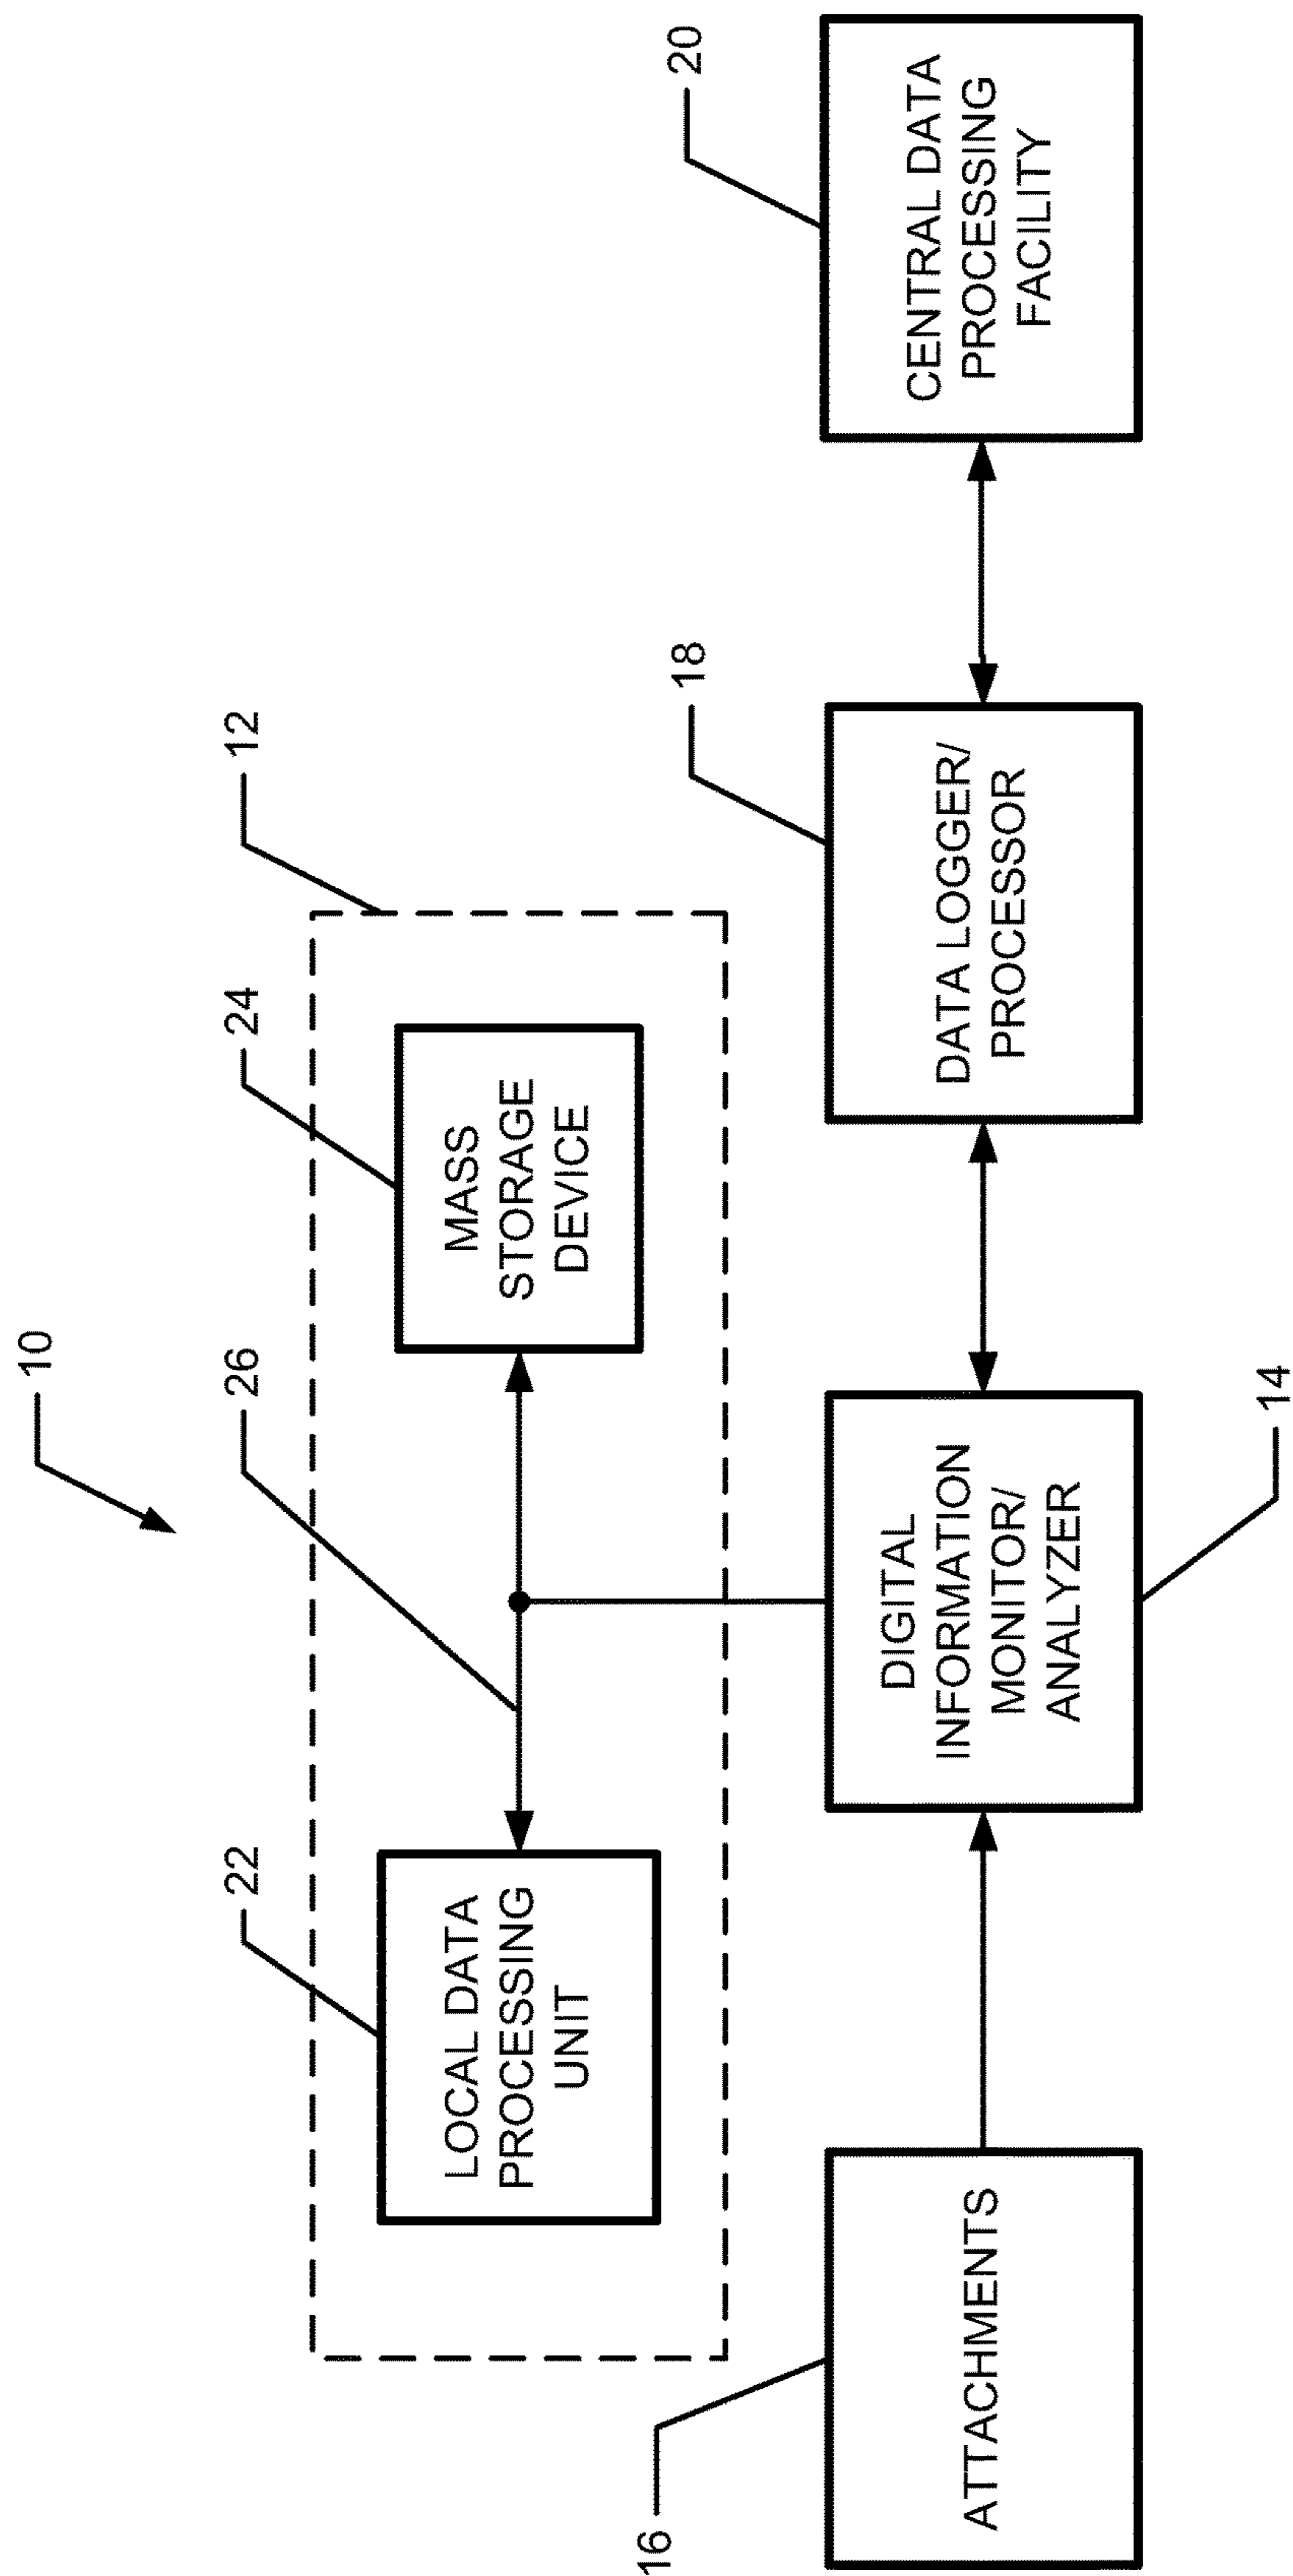 10
12
22
26
24
LOCAL DATA
PROCESSING
UNIT
MASS
STORAGE
DEVICE
16
18
20
ATTACHMENTS
DIGITAL
INFORMATION
MONITOR/
ANALYZER
DATA LOGGER/
PROCESSOR
CENTRAL DATA
PROCESSING
FACILITY
14